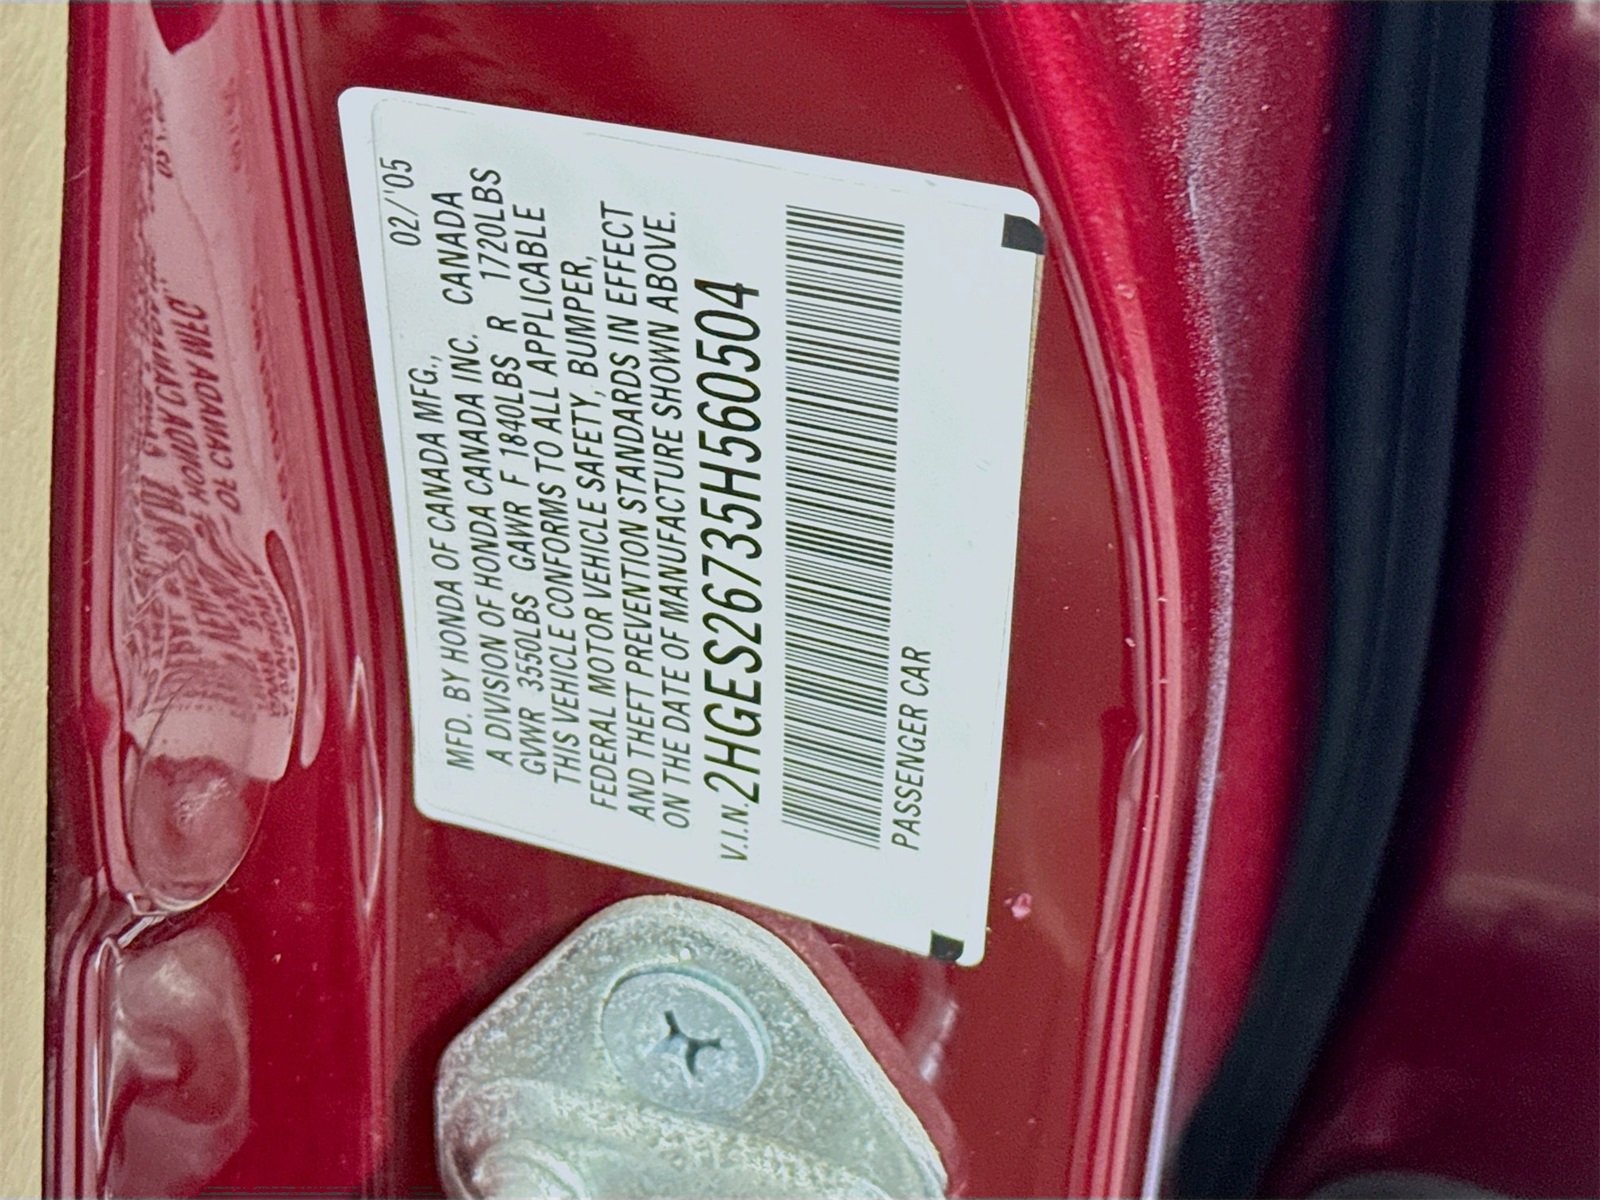 02/'05
MFD. BY HONDA OF CANADA MFG.,
A DIVISION OF HONDA CANADA INC. CANADA
GVWR 3550LBS GAWR F 1840LBS R 1720LBS
THIS VEHICLE CONFORMS TO ALL APPLICABLE
FEDERAL MOTOR VEHICLE SAFETY, BUMPER,
AND THEFT PREVENTION STANDARDS IN EFFECT
ON THE DATE OF MANUFACTURE SHOWN ABOVE.
V.I.N. 2HGES26735H560504
PASSENGER CAR